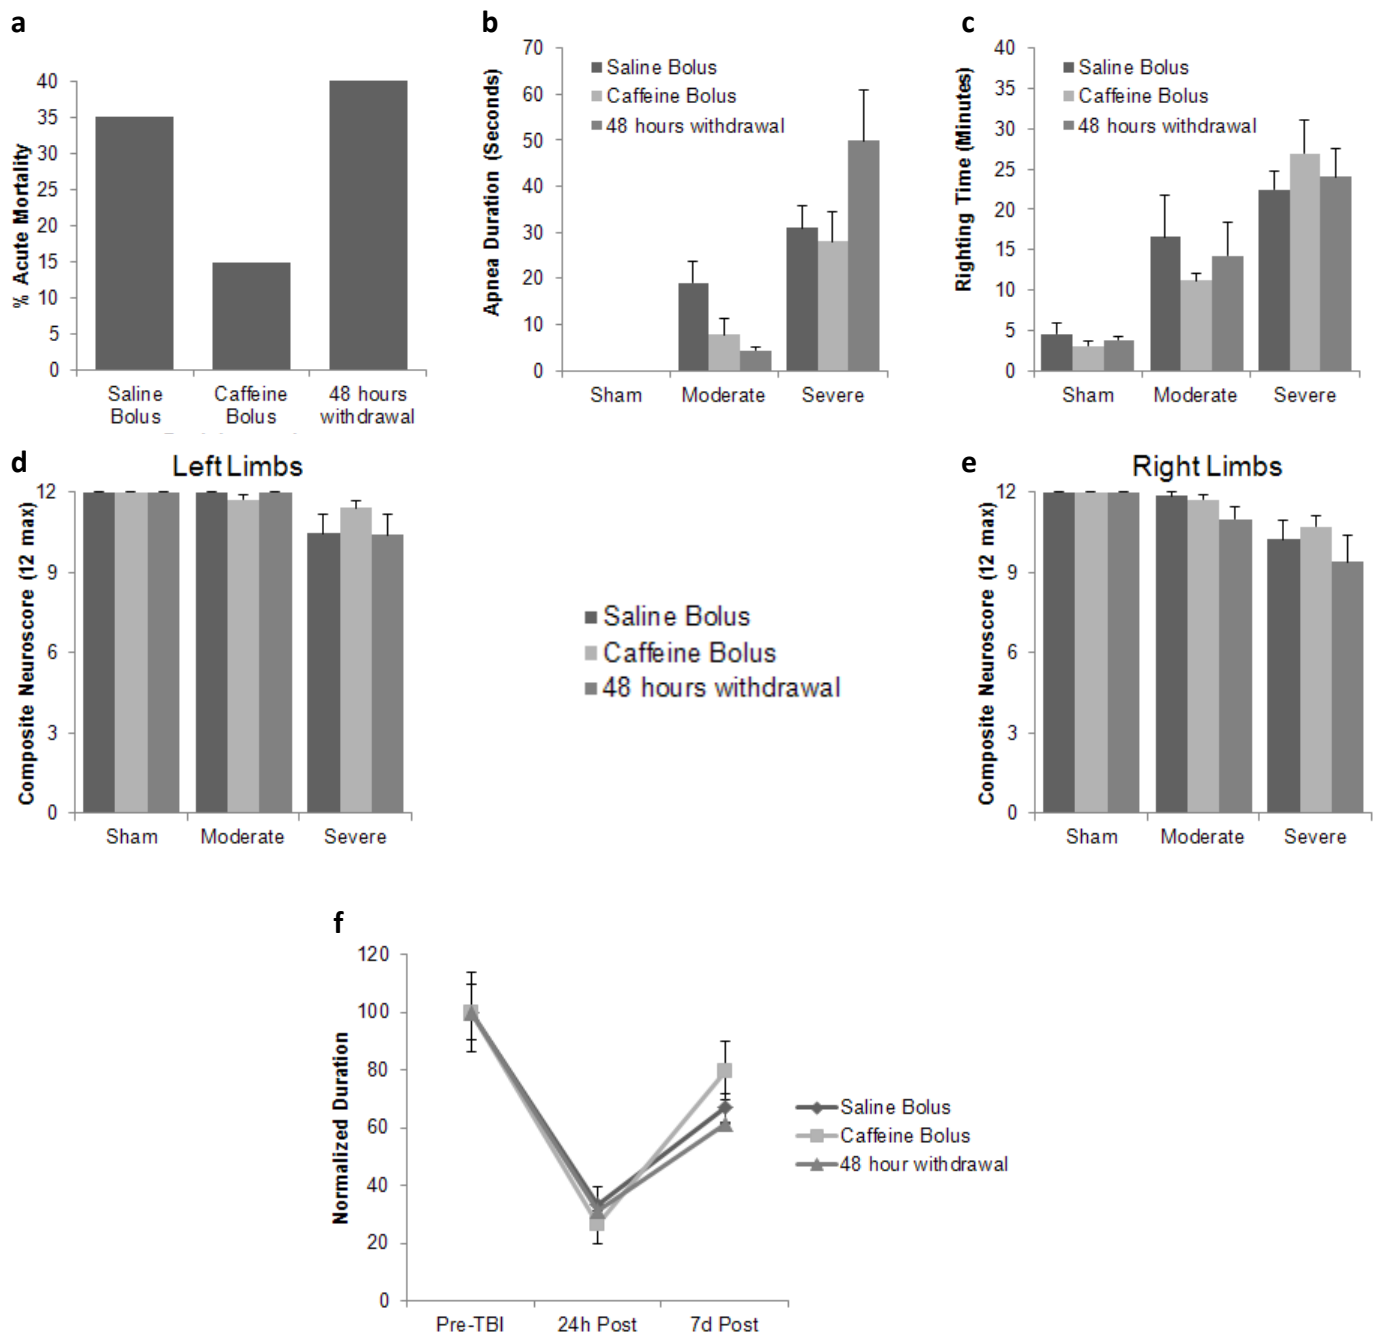 a
% Acute Mortality
40
35
30
25
20
15
10
5
0
Saline Bolus
Caffeine Bolus
48 hours withdrawal
b
Apnea Duration (Seconds)
70
60
50
40
30
20
10
0
Saline Bolus
Caffeine Bolus
48 hours withdrawal
Sham
Moderate
Severe
c
Righting Time (Minutes)
40
35
30
25
20
15
10
5
0
Saline Bolus
Caffeine Bolus
48 hours withdrawal
Sham
Moderate
Severe
d
Left Limbs
Composite Neuroscore (12 max)
12
9
6
3
0
Sham
Moderate
Severe
Saline Bolus
Caffeine Bolus
48 hours withdrawal
e
Right Limbs
Composite Neuroscore (12 max)
12
9
6
3
0
Sham
Moderate
Severe
f
Normalized Duration
120
100
80
60
40
20
0
Pre-TBI
24h Post
7d Post
Saline Bolus
Caffeine Bolus
48 hour withdrawal